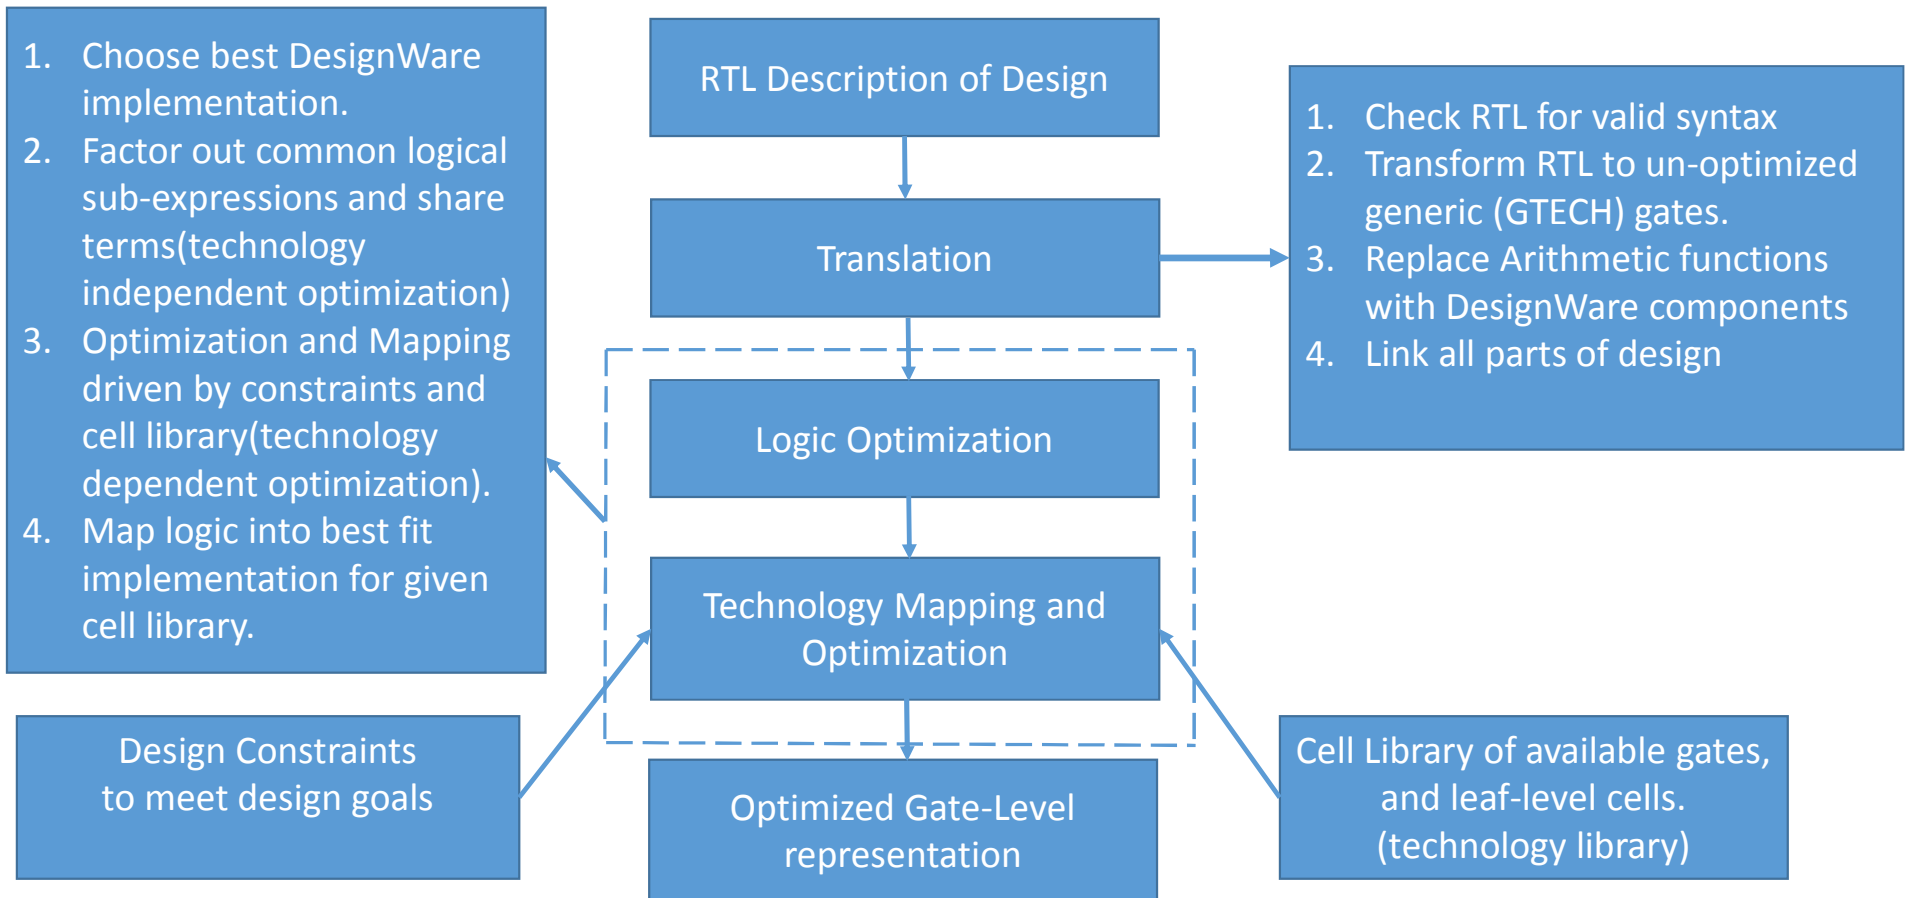 1. Choose best DesignWare
implementation.
2. Factor out common logical
sub-expressions and share
terms(technology
independent optimization)
3. Optimization and Mapping
driven by constraints and
cell library(technology
dependent optimization).
4. Map logic into best fit
implementation for given
cell library.
RTL Description of Design
Translation
1. Check RTL for valid syntax
2. Transform RTL to un-optimized
generic (GTECH) gates.
3. Replace Arithmetic functions
with DesignWare components
4. Link all parts of design
Logic Optimization
Technology Mapping and
Optimization
Design Constraints
to meet design goals
Optimized Gate-Level
representation
Cell Library of available gates,
and leaf-level cells.
(technology library)